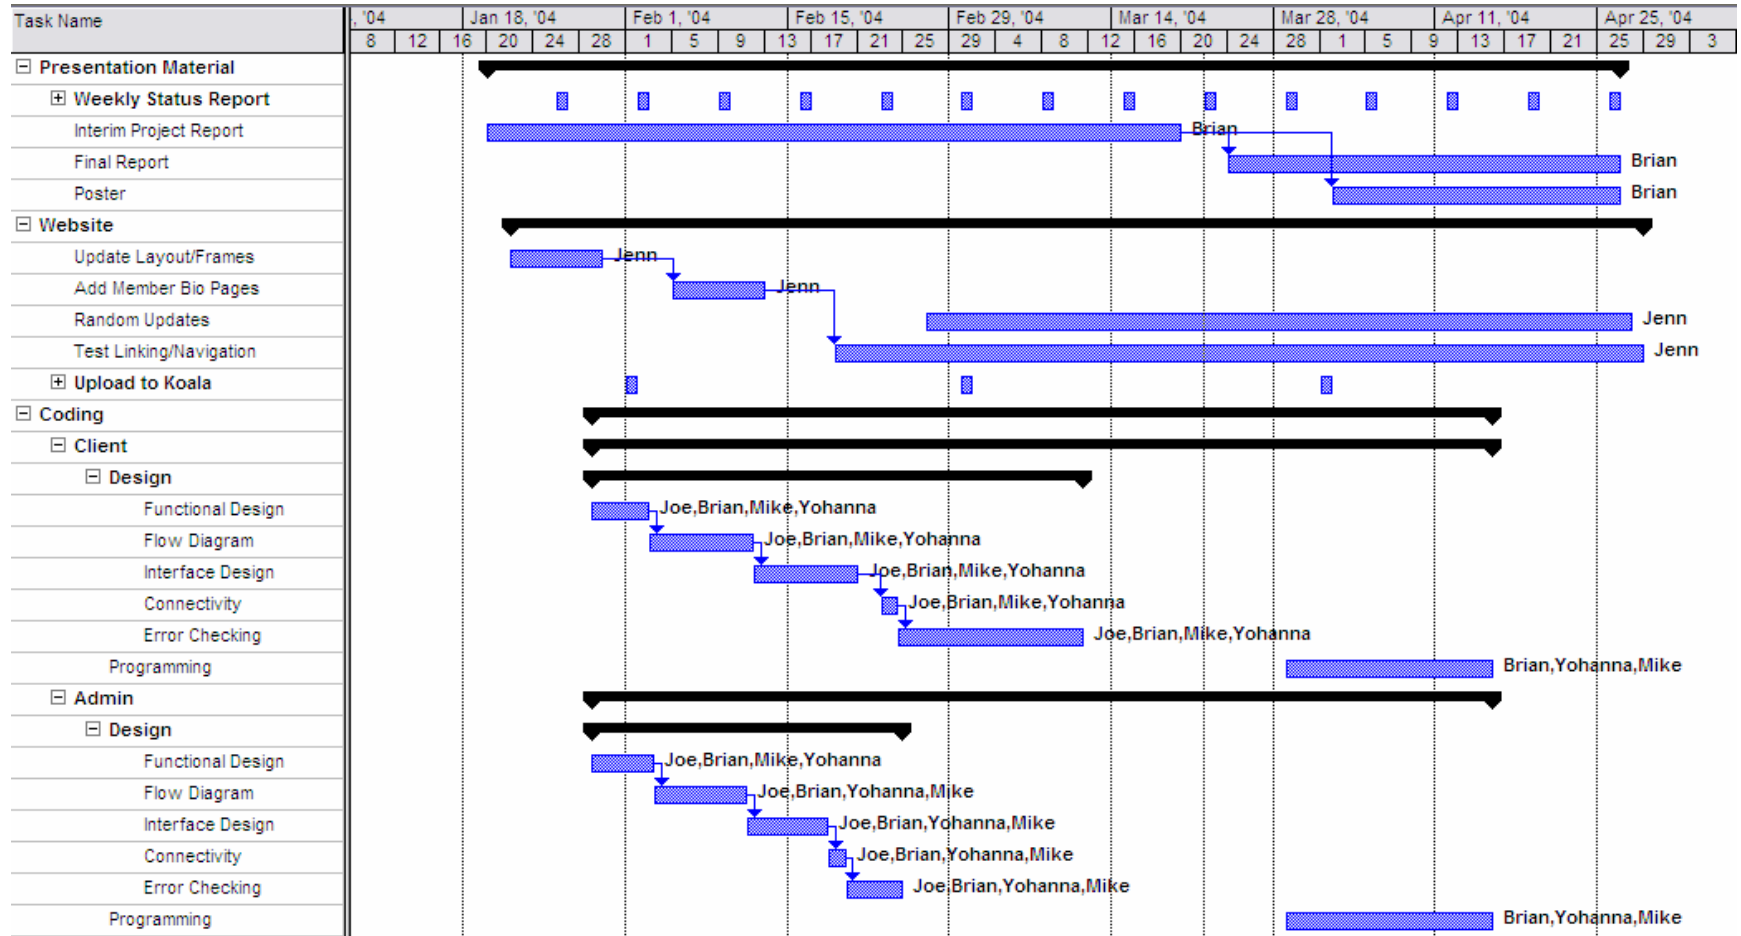 Task Name
, '04 Jan 18, '04 Feb 1, '04 Feb 15, '04 Feb 29, '04 Mar 14, '04 Mar 28, '04 Apr 11, '04 Apr 25, '04
8 12 16 20 24 28 1 5 9 13 17 21 25 29 4 8 12 16 20 24 28 1 5 9 13 17 21 25 29 3
Presentation Material
Weekly Status Report
Interim Project Report Brian
Final Report Brian
Poster Brian
Website
Update Layout/Frames Jenn
Add Member Bio Pages Jenn
Random Updates Jenn
Test Linking/Navigation Jenn
Upload to Koala
Coding
Client
Design
Functional Design Joe,Brian,Mike,Yohanna
Flow Diagram Joe,Brian,Mike,Yohanna
Interface Design Joe,Brian,Mike,Yohanna
Connectivity Joe,Brian,Mike,Yohanna
Error Checking Joe,Brian,Mike,Yohanna
Programming Brian,Yohanna,Mike
Admin
Design
Functional Design Joe,Brian,Mike,Yohanna
Flow Diagram Joe,Brian,Yohanna,Mike
Interface Design Joe,Brian,Yohanna,Mike
Connectivity Joe,Brian,Yohanna,Mike
Error Checking Joe,Brian,Yohanna,Mike
Programming Brian,Yohanna,Mike